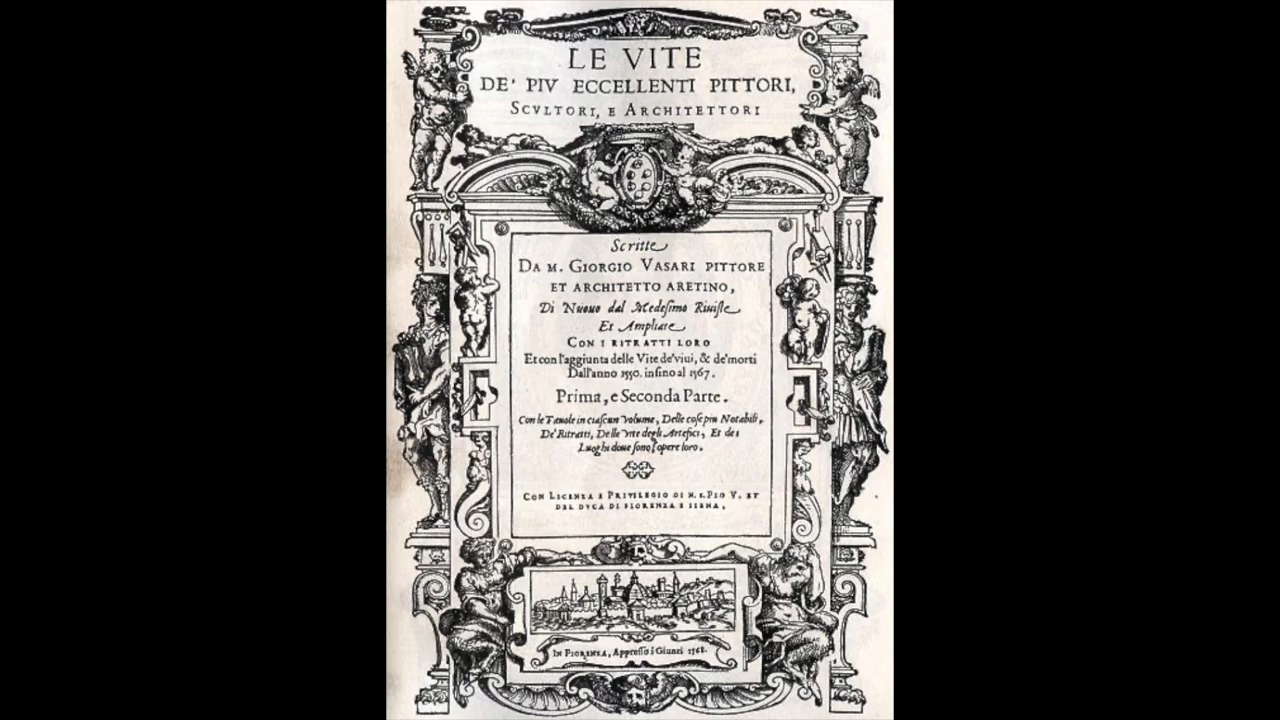 LE VITE
DE' PIV ECCELLENTI PITTORI,
SCVLTORI, E ARCHITETTORI
Scritte
DA M. GIORGIO VASARI PITTORE
ET ARCHITETTO ARETINO,
Di Nuouo dal Medesimo Riuiste
Et Ampliate
CON I RITRATTI LORO
Et con l'aggiunta delle Vite de' viui, & de' morti
Dall'anno 1550. infino al 1567.
Prima, e Seconda Parte.
Con le Tauole in ciascun volume, Delle cose piu Notabili,
De' Ritratti, Delle vite degli Artefici, Et dei
Luoghi doue sono l'opere loro.
CON LICENZA E PRIVILEGIO DI N. S. PIO V. ET
DEL DVCA DI FIORENZA E SIENA.
IN FIORENZA, Appresso i Giunti 1568.